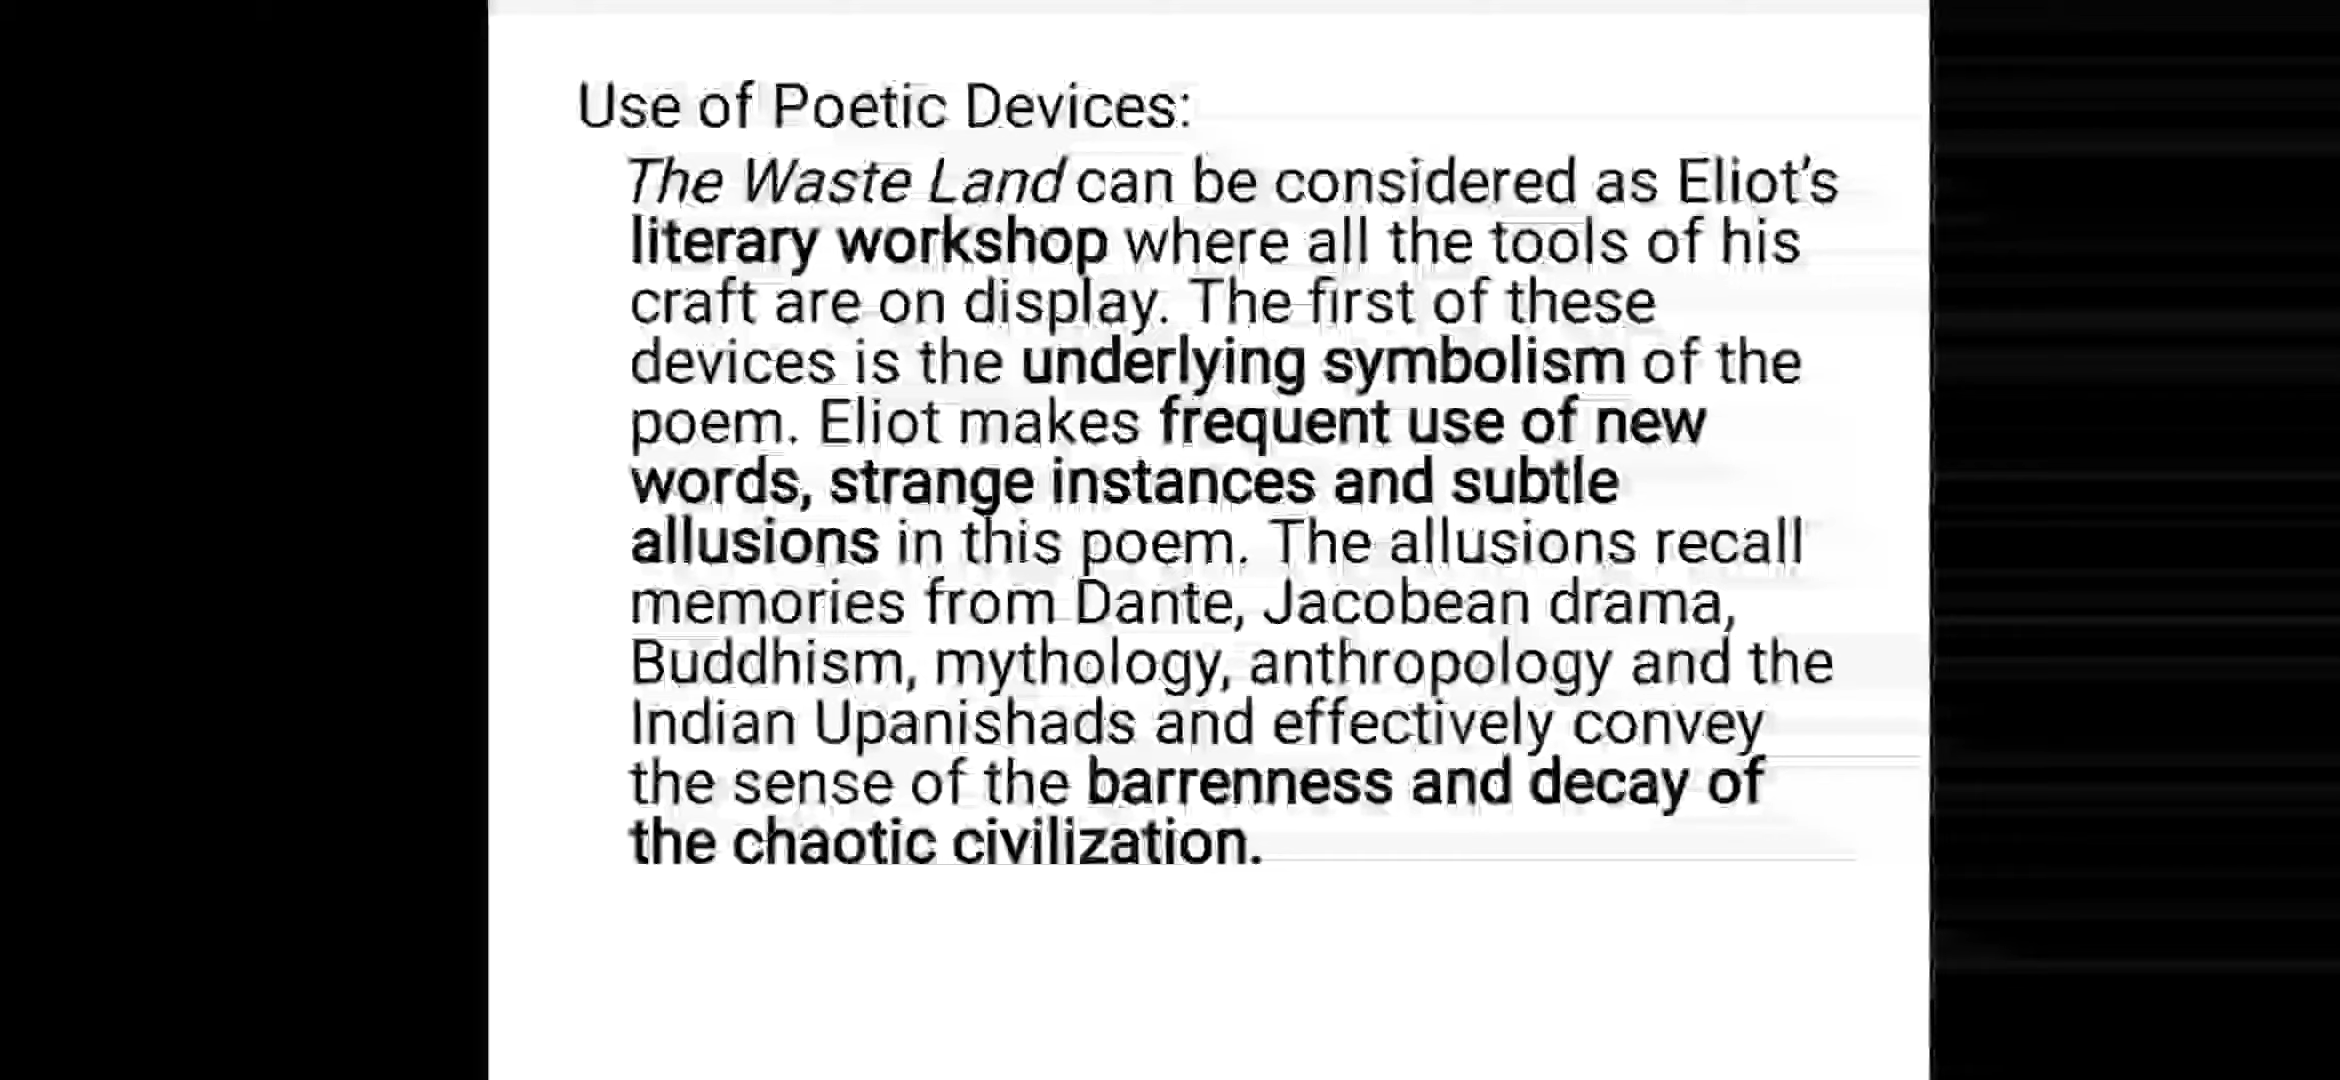 Use of Poetic Devices:
The Waste Land can be considered as Eliot's
literary workshop where all the tools of his
craft are on display. The first of these
devices is the underlying symbolism of the
poem. Eliot makes frequent use of new
words, strange instances and subtle
allusions in this poem. The allusions recall
memories from Dante, Jacobean drama,
Buddhism, mythology, anthropology and the
Indian Upanishads and effectively convey
the sense of the barrenness and decay of
the chaotic civilization.